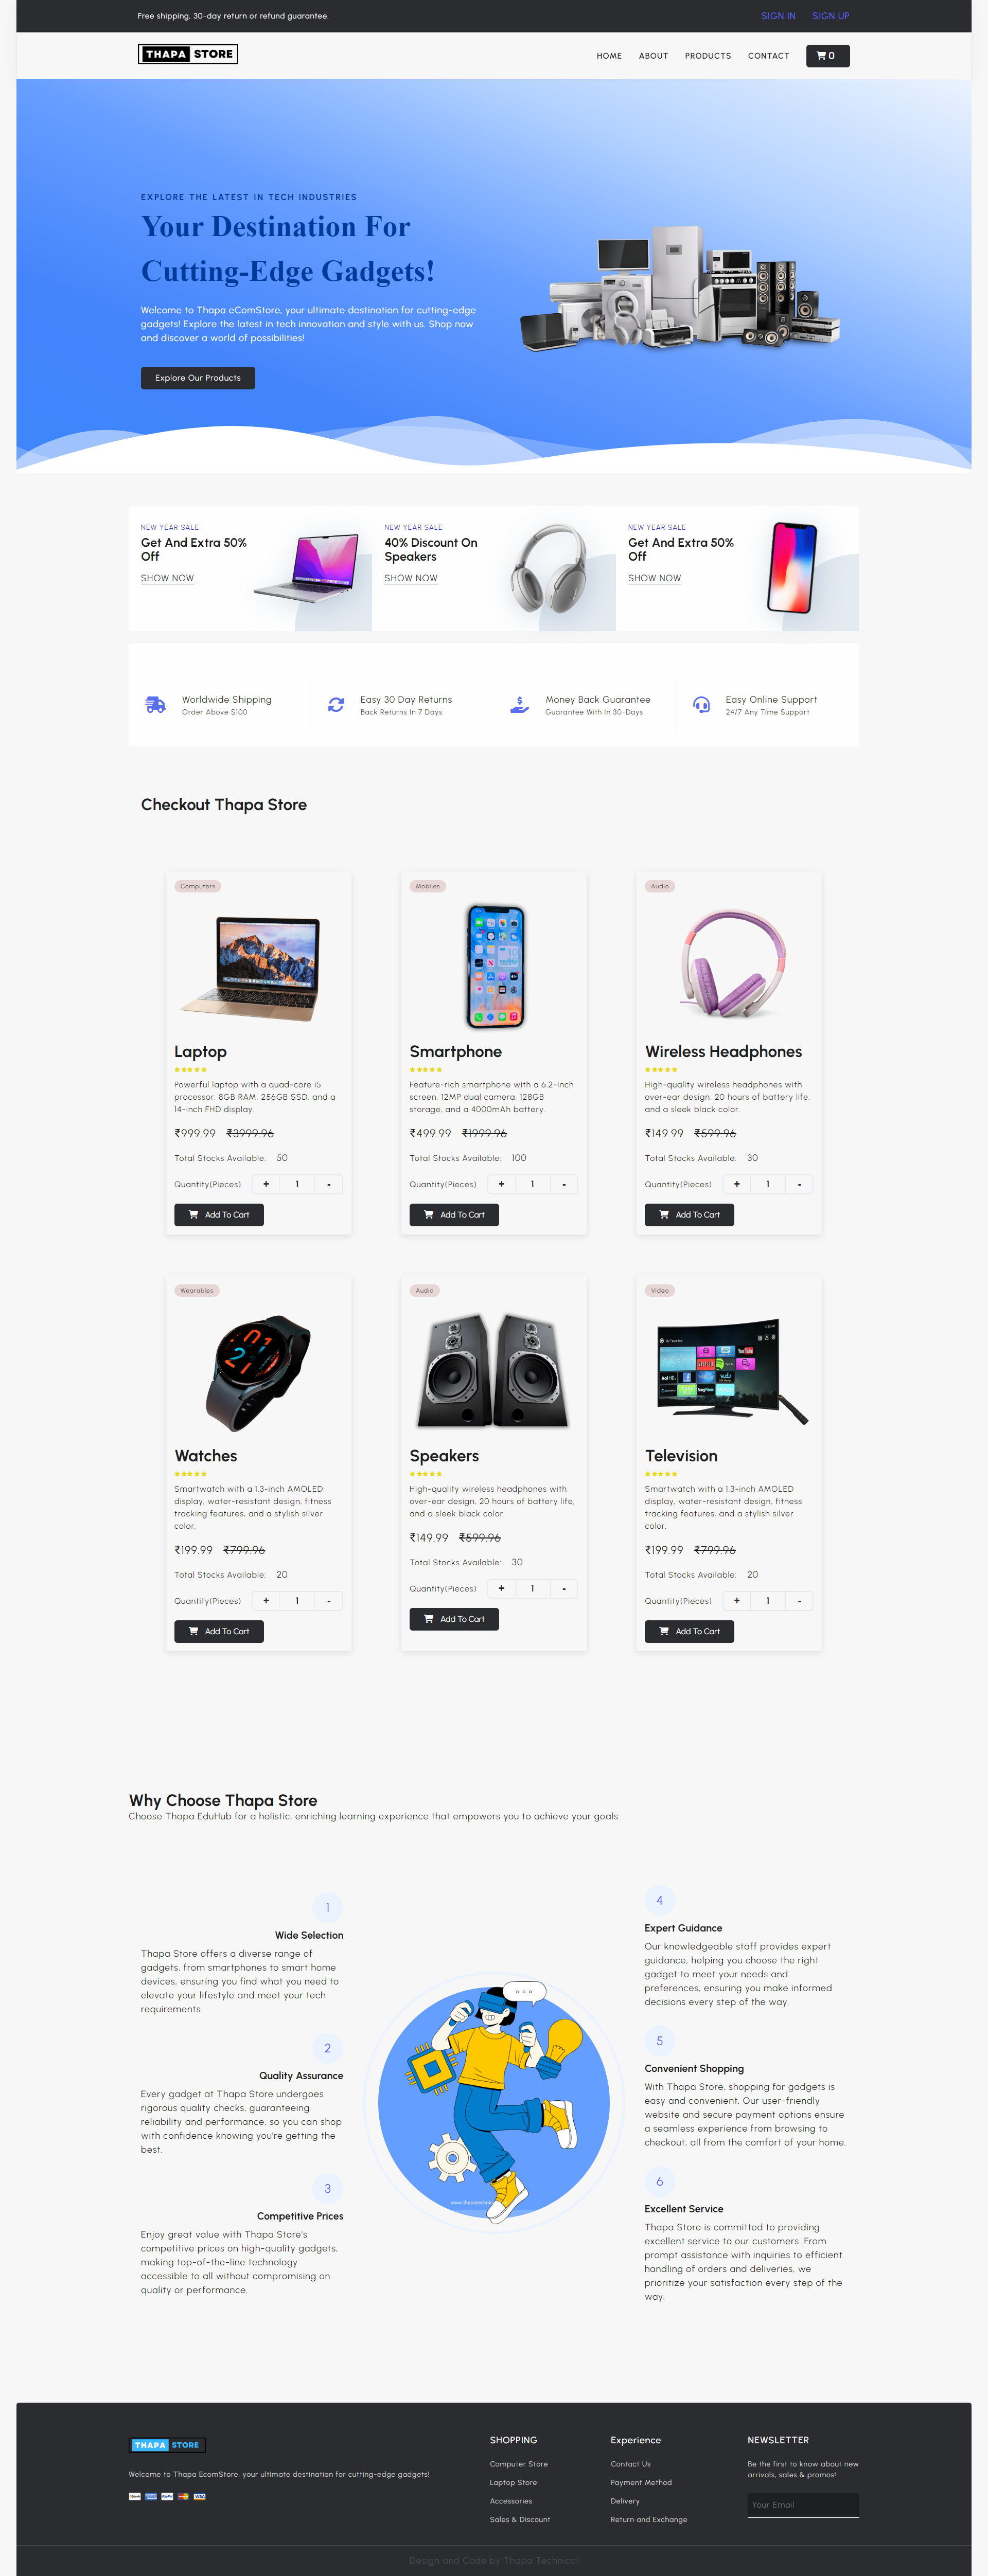 Free shipping, 30-day return or refund guarantee.
SIGN IN SIGN UP
THAPA STORE
HOME ABOUT PRODUCTS CONTACT 0
EXPLORE THE LATEST IN TECH INDUSTRIES
Your Destination For
Cutting-Edge Gadgets!
Welcome to Thapa eComStore, your ultimate destination for cutting-edge
gadgets! Explore the latest in tech innovation and style with us. Shop now
and discover a world of possibilities!
Explore Our Products
NEW YEAR SALE
Get And Extra 50%
Off
SHOW NOW
NEW YEAR SALE
40% Discount On
Speakers
SHOW NOW
NEW YEAR SALE
Get And Extra 50%
Off
SHOW NOW
Worldwide Shipping
Order Above $100
Easy 30 Day Returns
Back Returns In 7 Days
Money Back Guarantee
Guarantee With In 30-Days
Easy Online Support
24/7 Any Time Support
Checkout Thapa Store
Computers
Laptop
Powerful laptop with a quad-core i5
processor, 8GB RAM, 256GB SSD, and a
14-inch FHD display.
₹999.99 ₹3999.96
Total Stocks Available: 50
Quantity(Pieces) + 1 -
Add To Cart
Mobiles
Smartphone
Feature-rich smartphone with a 6.2-inch
screen, 12MP dual camera, 128GB
storage, and a 4000mAh battery.
₹499.99 ₹1999.96
Total Stocks Available: 100
Quantity(Pieces) + 1 -
Add To Cart
Audio
Wireless Headphones
High-quality wireless headphones with
over-ear design, 20 hours of battery life,
and a sleek black color.
₹149.99 ₹599.96
Total Stocks Available: 30
Quantity(Pieces) + 1 -
Add To Cart
Wearables
Watches
Smartwatch with a 1.3-inch AMOLED
display, water-resistant design, fitness
tracking features, and a stylish silver
color.
₹199.99 ₹799.96
Total Stocks Available: 20
Quantity(Pieces) + 1 -
Add To Cart
Audio
Speakers
High-quality wireless headphones with
over-ear design, 20 hours of battery life,
and a sleek black color.
₹149.99 ₹599.96
Total Stocks Available: 30
Quantity(Pieces) + 1 -
Add To Cart
Video
Television
Smartwatch with a 1.3-inch AMOLED
display, water-resistant design, fitness
tracking features, and a stylish silver
color.
₹199.99 ₹799.96
Total Stocks Available: 20
Quantity(Pieces) + 1 -
Add To Cart
Why Choose Thapa Store
Choose Thapa EduHub for a holistic, enriching learning experience that empowers you to achieve your goals.
1
Wide Selection
Thapa Store offers a diverse range of
gadgets, from smartphones to smart home
devices, ensuring you find what you need to
elevate your lifestyle and meet your tech
requirements.
2
Quality Assurance
Every gadget at Thapa Store undergoes
rigorous quality checks, guaranteeing
reliability and performance, so you can shop
with confidence knowing you're getting the
best.
3
Competitive Prices
Enjoy great value with Thapa Store's
competitive prices on high-quality gadgets,
making top-of-the-line technology
accessible to all without compromising on
quality or performance.
4
Expert Guidance
Our knowledgeable staff provides expert
guidance, helping you choose the right
gadget to meet your needs and
preferences, ensuring you make informed
decisions every step of the way.
5
Convenient Shopping
With Thapa Store, shopping for gadgets is
easy and convenient. Our user-friendly
website and secure payment options ensure
a seamless experience from browsing to
checkout, all from the comfort of your home.
6
Excellent Service
Thapa Store is committed to providing
excellent service to our customers. From
prompt assistance with inquiries to efficient
handling of orders and deliveries, we
prioritize your satisfaction every step of the
way.
THAPA STORE
Welcome to Thapa EcomStore, your ultimate destination for cutting-edge gadgets!
SHOPPING
Computer Store
Laptop Store
Accessories
Sales & Discount
Experience
Contact Us
Payment Method
Delivery
Return and Exchange
NEWSLETTER
Be the first to know about new
arrivals, sales & promos!
Your Email
Design and Code by Thapa Technical